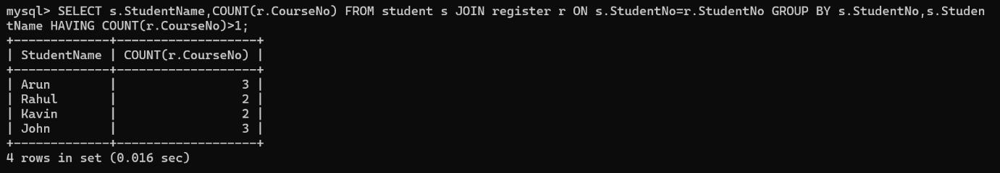 mysql> SELECT s.StudentName,COUNT(r.CourseNo) FROM student s JOIN register r ON s.StudentNo=r.StudentNo GROUP BY s.StudentNo,s.Studen
tName HAVING COUNT(r.CourseNo)>1;
+-------------+-------------------+
| StudentName | COUNT(r.CourseNo) |
+-------------+-------------------+
| Arun        |                 3 |
| Rahul       |                 2 |
| Kavin       |                 2 |
| John        |                 3 |
+-------------+-------------------+
4 rows in set (0.016 sec)